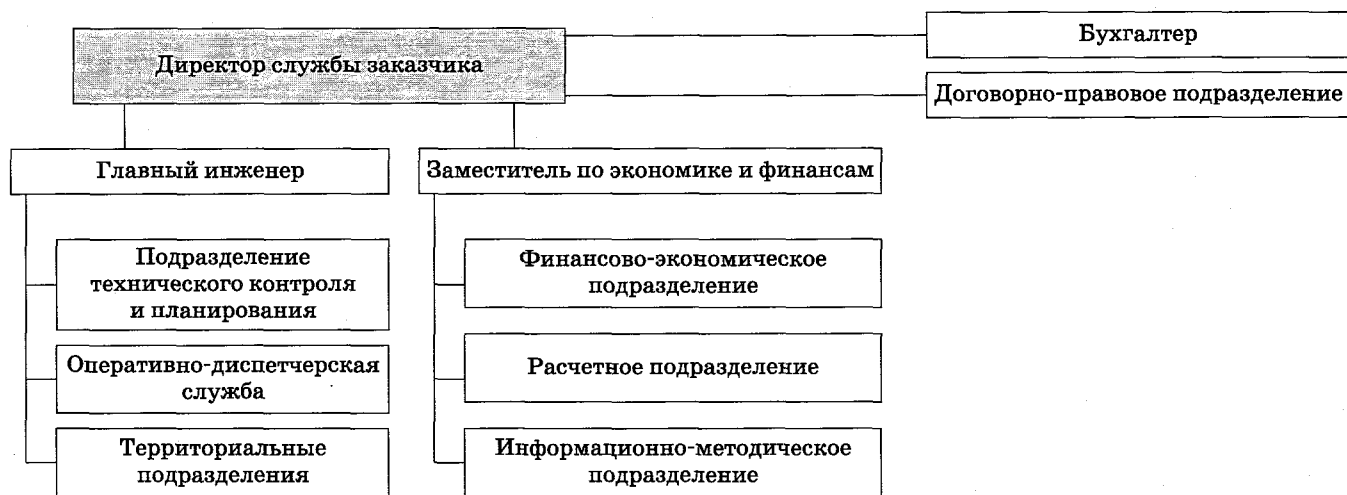 Бухгалтер
Директор службы заказчика
Договорно-правовое подразделение
Главный инженер
Заместитель по экономике и финансам
Подразделение
технического контроля
и планирования
Финансово-экономическое
подразделение
Оперативно-диспетчерская
служба
Расчетное подразделение
Территориальные
подразделения
Информационно-методическое
подразделение